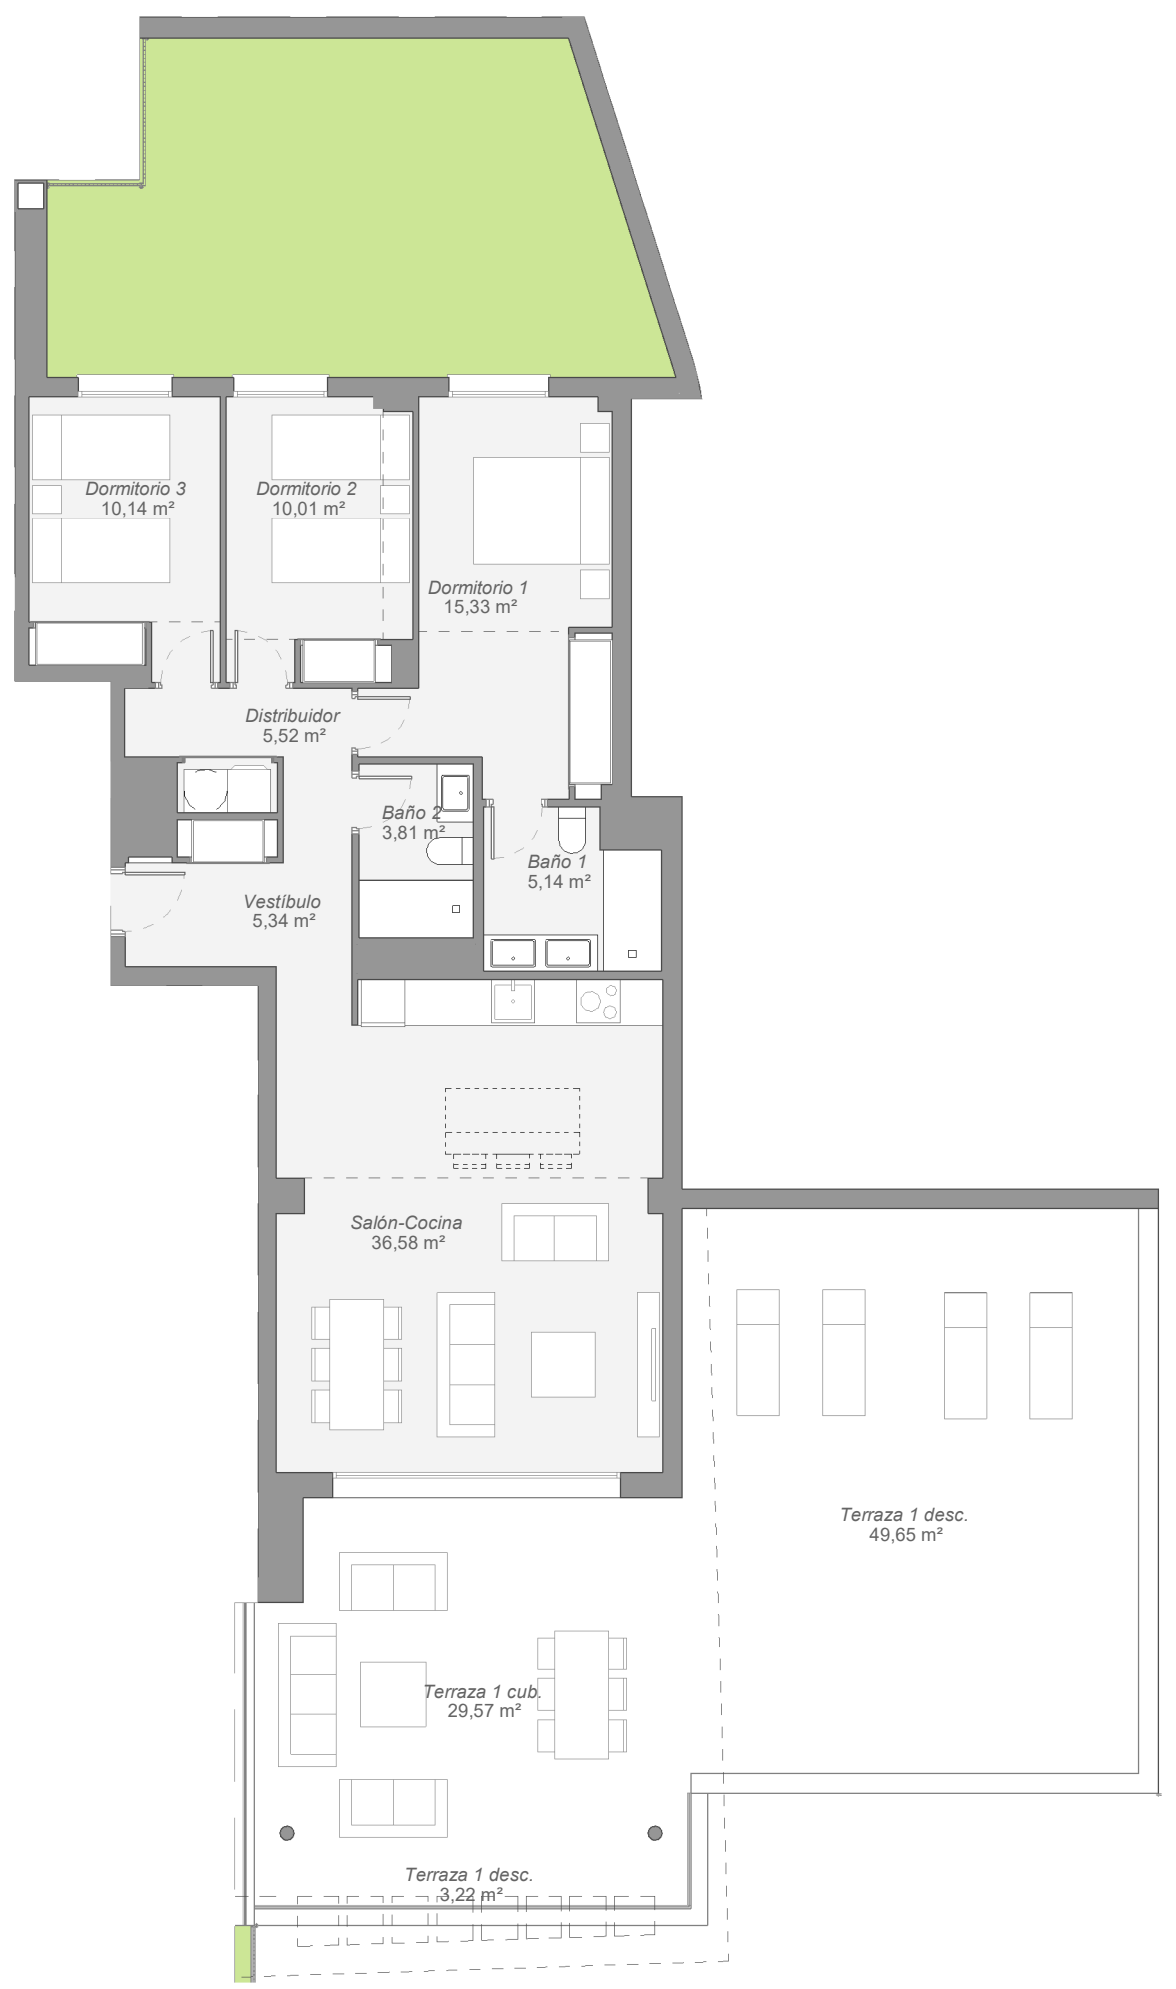 Dormitorio 3
10,14 m²
Dormitorio 2
10,01 m²
Dormitorio 1
15,33 m²
Distribuidor
5,52 m²
Baño 2
3,81 m²
Baño 1
5,14 m²
Vestíbulo
5,34 m²
Salón-Cocina
36,58 m²
Terraza 1 desc.
49,65 m²
Terraza 1 cub.
29,57 m²
Terraza 1 desc.
3,22 m²